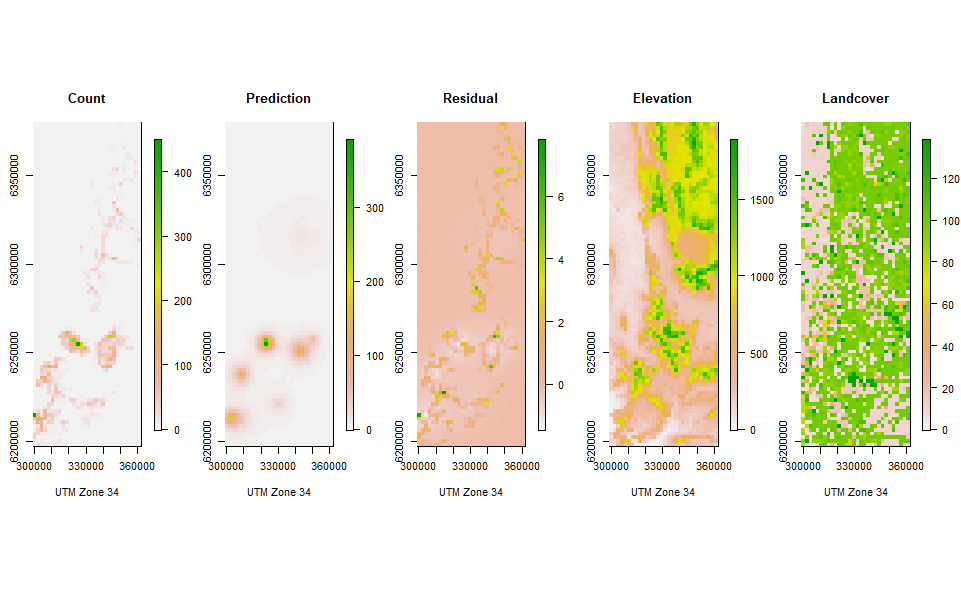 Count
Prediction
Residual
Elevation
Landcover
6200000 6250000 6300000 6350000
300000 330000 360000
UTM Zone 34
0 100 200 300 400
6200000 6250000 6300000 6350000
300000 330000 360000
UTM Zone 34
0 100 200 300
6200000 6250000 6300000 6350000
300000 330000 360000
UTM Zone 34
0 2 4 6
6200000 6250000 6300000 6350000
300000 330000 360000
UTM Zone 34
0 500 1000 1500
6200000 6250000 6300000 6350000
300000 330000 360000
UTM Zone 34
0 20 40 60 80 100 120